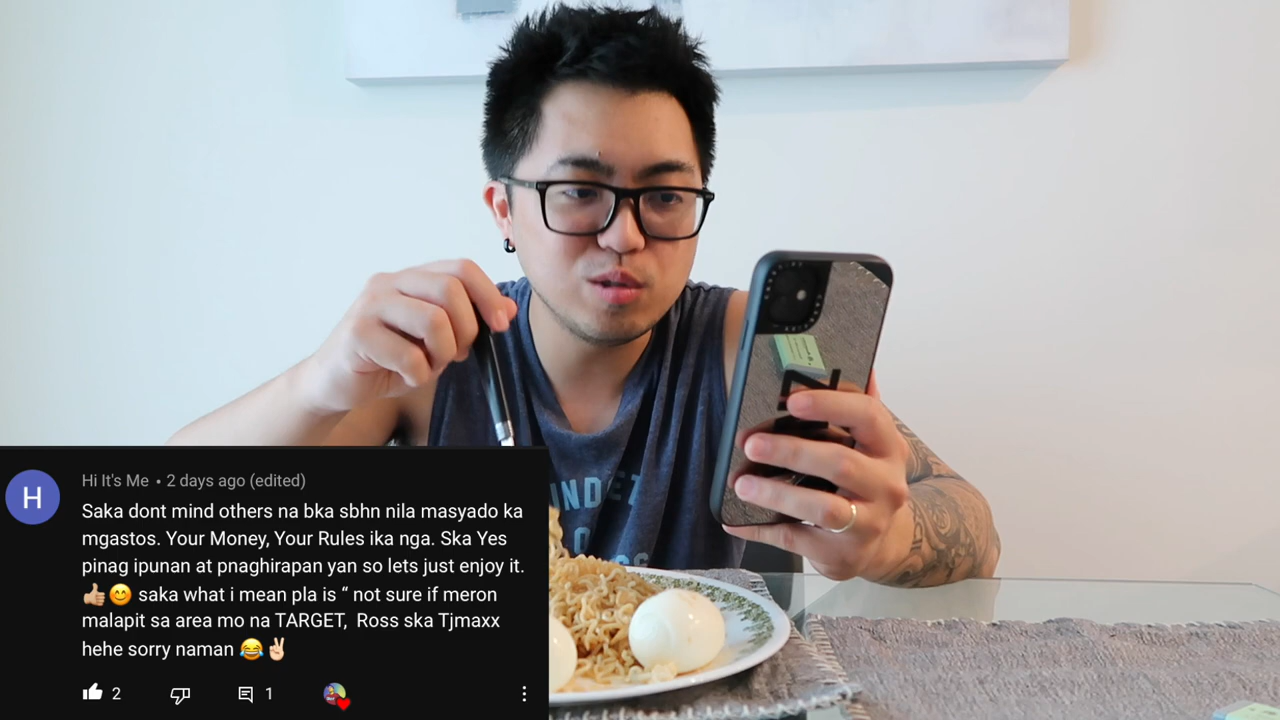 H
Hi It's Me • 2 days ago (edited)
Saka dont mind others na bka sbhn nila masyado ka
mgastos. Your Money, Your Rules ika nga. Ska Yes
pinag ipunan at pnaghirapan yan so lets just enjoy it.
👍🏼😊 saka what i mean pla is “ not sure if meron
malapit sa area mo na TARGET, Ross ska Tjmaxx
hehe sorry naman 😂✌🏻
2
1